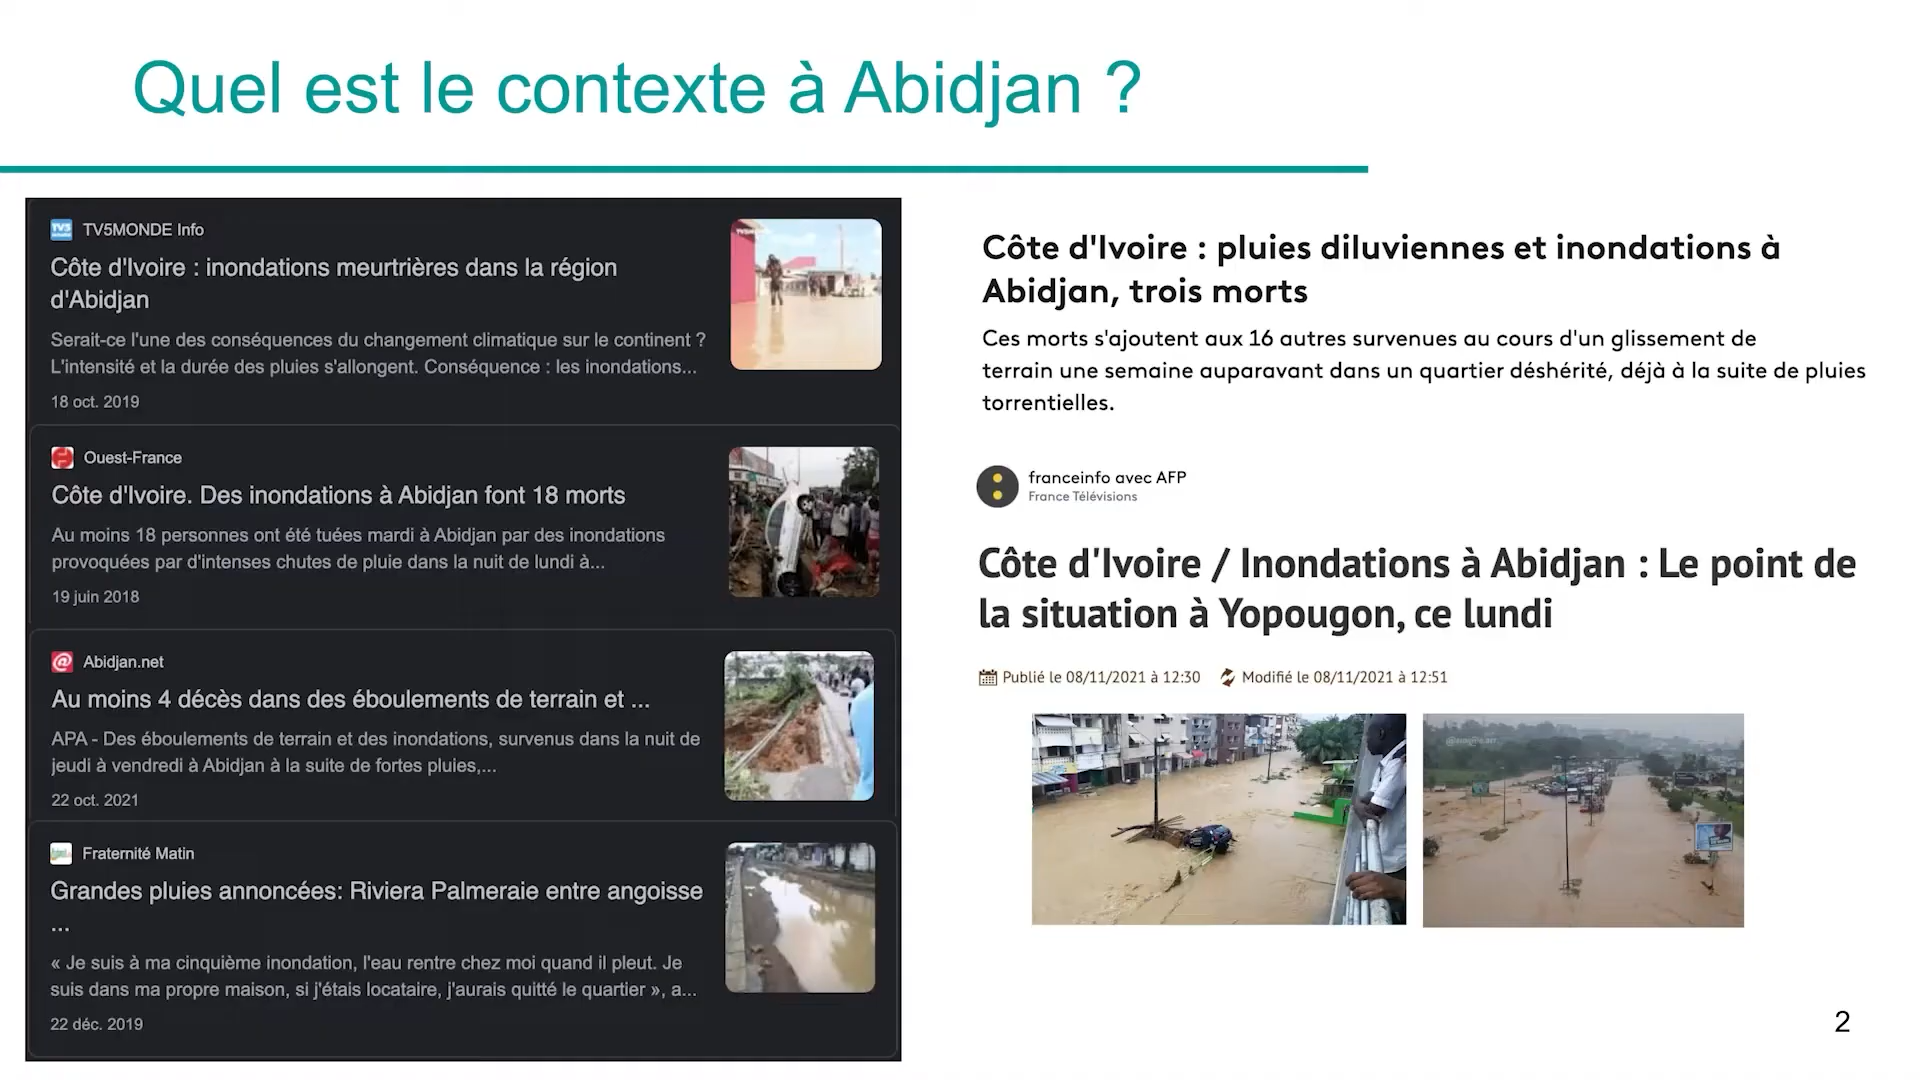 Quel est le contexte à Abidjan ?
TV5MONDE Info
Côte d'Ivoire : inondations meurtrières dans la région
d'Abidjan
Serait-ce l'une des conséquences du changement climatique sur le continent ?
L'intensité et la durée des pluies s'allongent. Conséquence : les inondations...
18 oct. 2019
Ouest-France
Côte d'Ivoire. Des inondations à Abidjan font 18 morts
Au moins 18 personnes ont été tuées mardi à Abidjan par des inondations
provoquées par d'intenses chutes de pluie dans la nuit de lundi à...
19 juin 2018
Abidjan.net
Au moins 4 décès dans des éboulements de terrain et ...
APA - Des éboulements de terrain et des inondations, survenus dans la nuit de
jeudi à vendredi à Abidjan à la suite de fortes pluies,...
22 oct. 2021
Fraternité Matin
Grandes pluies annoncées: Riviera Palmeraie entre angoisse
...
« Je suis à ma cinquième inondation, l'eau rentre chez moi quand il pleut. Je
suis dans ma propre maison, si j'étais locataire, j'aurais quitté le quartier », a...
22 déc. 2019
Côte d'Ivoire : pluies diluviennes et inondations à
Abidjan, trois morts
Ces morts s'ajoutent aux 16 autres survenues au cours d'un glissement de
terrain une semaine auparavant dans un quartier déshérité, déjà à la suite de pluies
torrentielles.
franceinfo avec AFP
France Télévisions
Côte d'Ivoire / Inondations à Abidjan : Le point de
la situation à Yopougon, ce lundi
Publié le 08/11/2021 à 12:30 Modifié le 08/11/2021 à 12:51
2